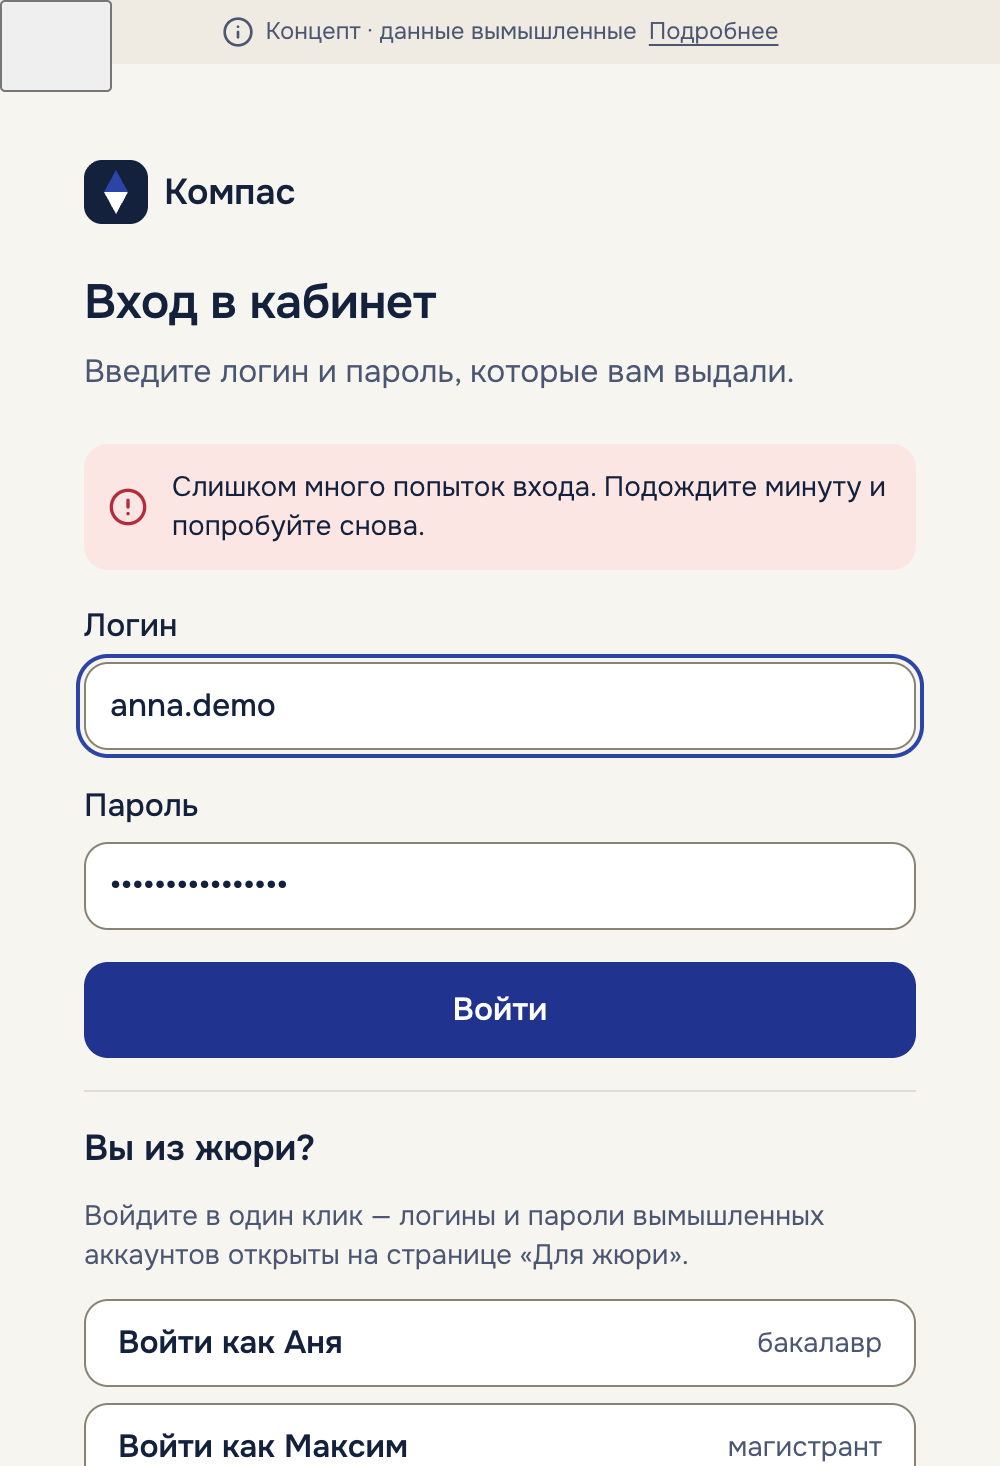 Концепт · данные вымышленные Подробнее
Компас
Вход в кабинет
Введите логин и пароль, которые вам выдали.
Слишком много попыток входа. Подождите минуту и
попробуйте снова.
Логин
anna.demo
Пароль
••••••••••••••••
Войти
Вы из жюри?
Войдите в один клик — логины и пароли вымышленных
аккаунтов открыты на странице «Для жюри».
Войти как Аня бакалавр
Войти как Максим магистрант